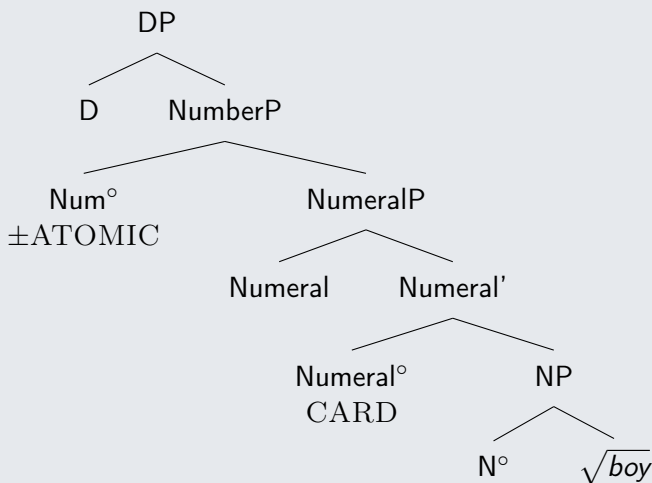 DP
D NumberP
Num° NumeralP
±ATOMIC
Numeral Numeral'
Numeral° NP
CARD
N° √boy